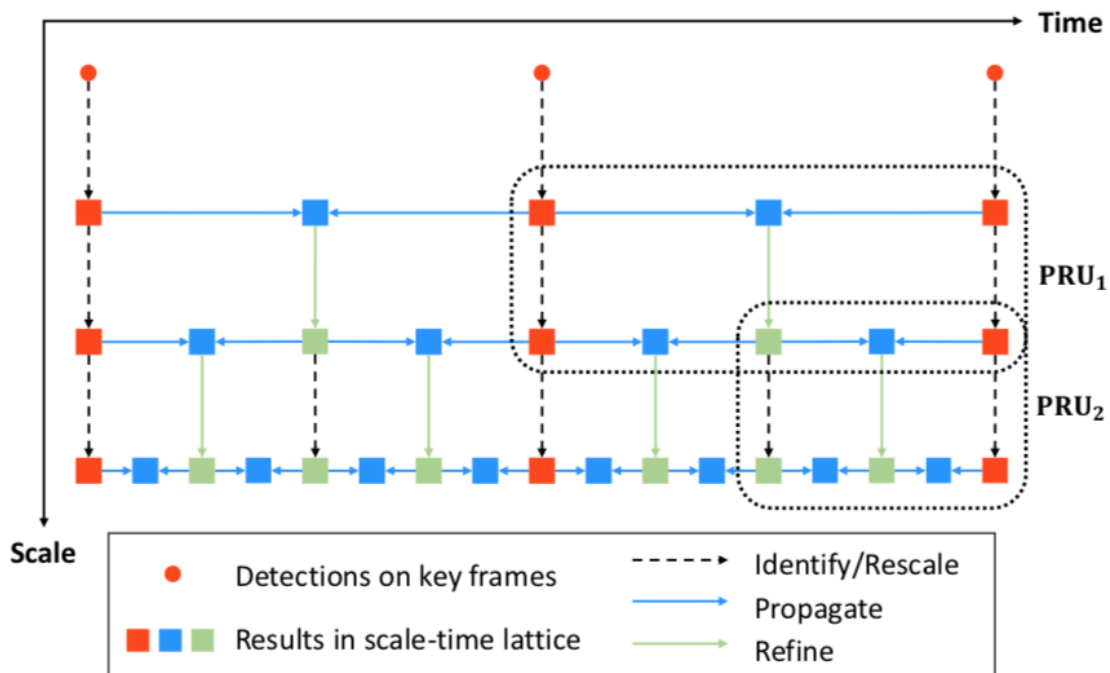 Time
PRU₁
PRU₂
Scale
Detections on key frames
Results in scale-time lattice
Identify/Rescale
Propagate
Refine